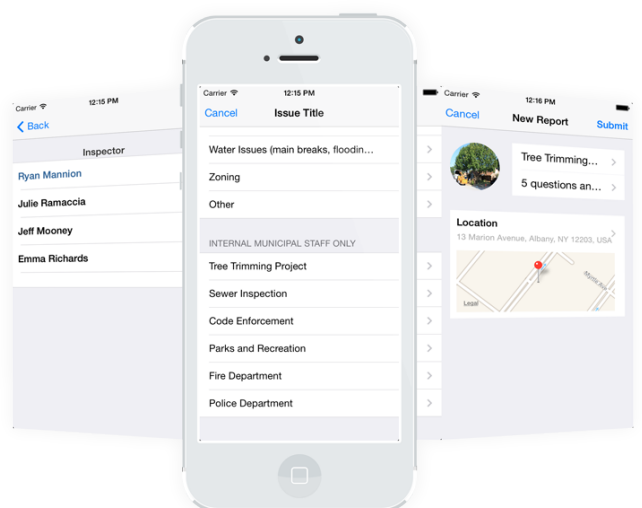 Carrier 12:15 PM
Back
Inspector
Ryan Mannion
Julie Ramaccia
Jeff Mooney
Emma Richards
Carrier 12:15 PM
Cancel Issue Title
Water Issues (main breaks, floodin...
Zoning
Other
INTERNAL MUNICIPAL STAFF ONLY
Tree Trimming Project
Sewer Inspection
Code Enforcement
Parks and Recreation
Fire Department
Police Department
Carrier 12:16 PM
Cancel New Report Submit
Tree Trimming...
5 questions an...
Location
13 Marion Avenue, Albany, NY 12203, USA
Myrtle Ave
Legal